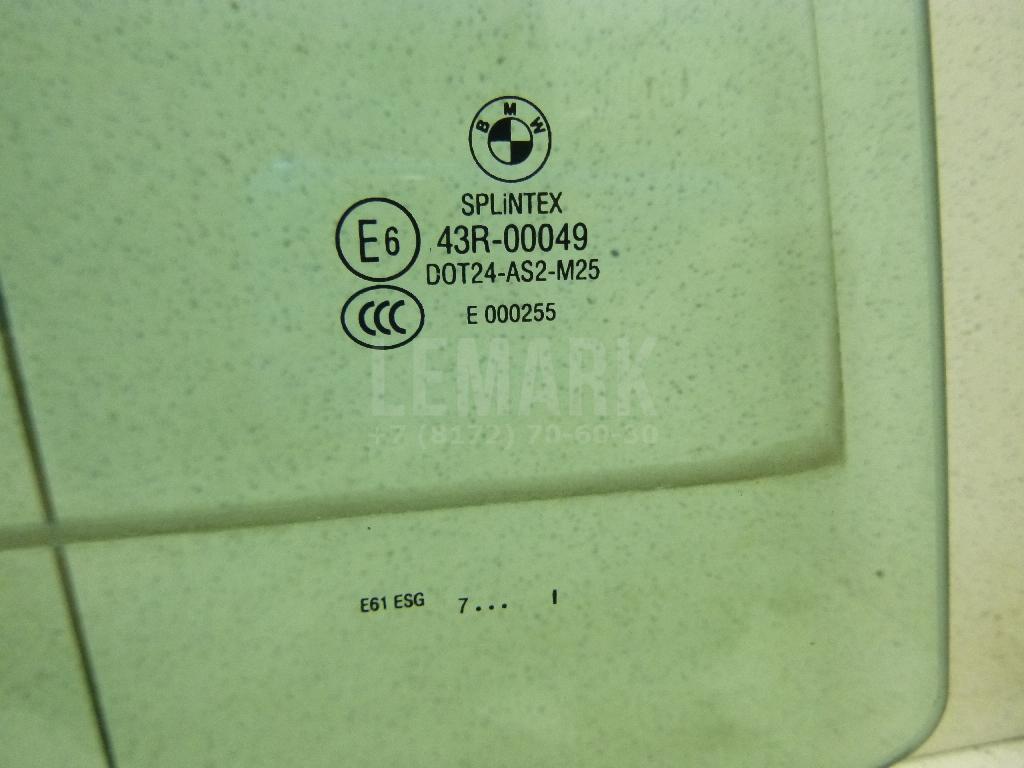 BMW
SPLiNTEX
E6 43R-00049
DOT24-AS2-M25
CCC E 000255
LEMARK
+7 (8172) 70-60-30
E61 ESG 7... I